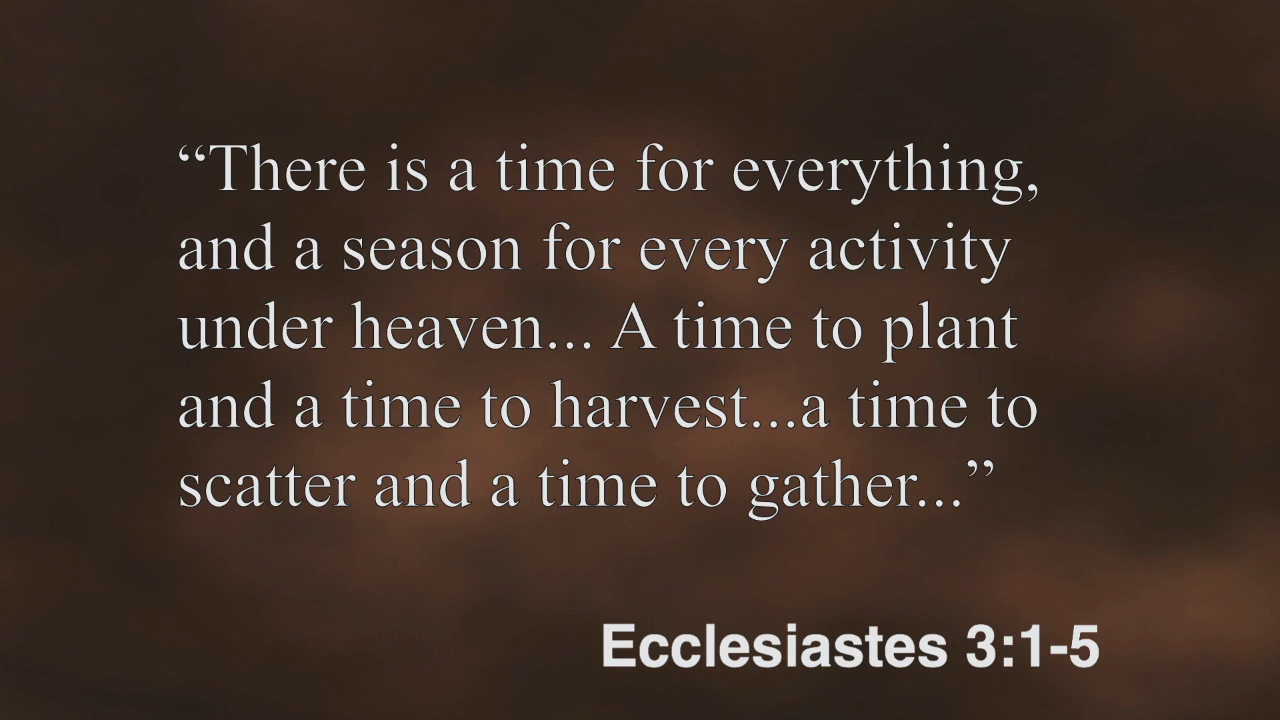 “There is a time for everything,
and a season for every activity
under heaven... A time to plant
and a time to harvest...a time to
scatter and a time to gather...”
Ecclesiastes 3:1-5